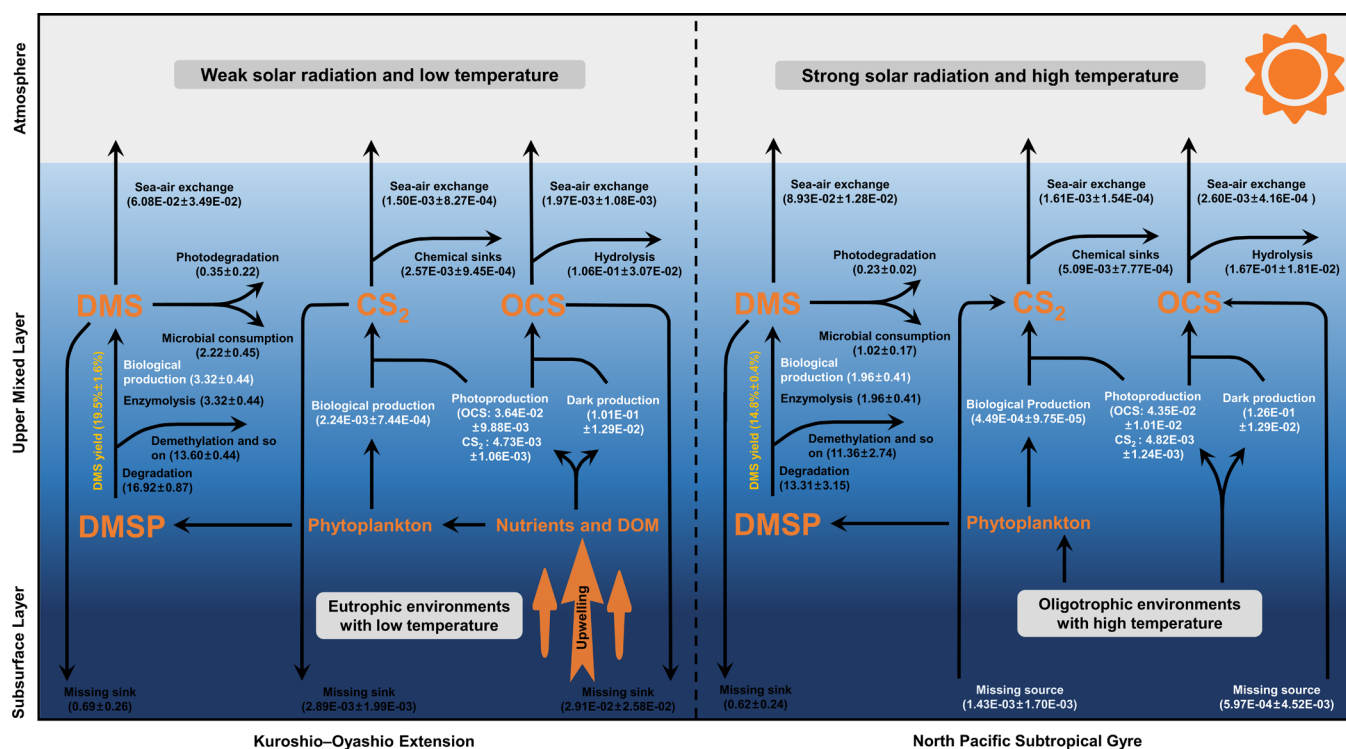 Atmosphere
Upper Mixed Layer
Subsurface Layer
Weak solar radiation and low temperature
Sea-air exchange
(6.08E-02±3.49E-02)
Sea-air exchange
(1.50E-03±8.27E-04)
Sea-air exchange
(1.97E-03±1.08E-03)
Photodegradation
(0.35±0.22)
Chemical sinks
(2.57E-03±9.45E-04)
Hydrolysis
(1.06E-01±3.07E-02)
DMS
CS2
OCS
Microbial consumption
(2.22±0.45)
DMS yield (19.5%±1.6%)
Biological
production (3.32±0.44)
Enzymolysis (3.32±0.44)
Demethylation and so
on (13.60±0.44)
Degradation
(16.92±0.87)
Biological production
(2.24E-03±7.44E-04)
Photoproduction
(OCS: 3.64E-02
±9.88E-03
CS2 : 4.73E-03
±1.06E-03)
Dark production
(1.01E-01
±1.29E-02)
DMSP
Phytoplankton
Nutrients and DOM
Eutrophic environments
with low temperature
Upwelling
Missing sink
(0.69±0.26)
Missing sink
(2.89E-03±1.99E-03)
Missing sink
(2.91E-02±2.58E-02)
Kuroshio–Oyashio Extension
Strong solar radiation and high temperature
Sea-air exchange
(8.93E-02±1.28E-02)
Sea-air exchange
(1.61E-03±1.54E-04)
Sea-air exchange
(2.60E-03±4.16E-04 )
Photodegradation
(0.23±0.02)
Chemical sinks
(5.09E-03±7.77E-04)
Hydrolysis
(1.67E-01±1.81E-02)
DMS
CS2
OCS
Microbial consumption
(1.02±0.17)
DMS yield (14.8%±0.4%)
Biological
production (1.96±0.41)
Enzymolysis (1.96±0.41)
Demethylation and so
on (11.36±2.74)
Degradation
(13.31±3.15)
Biological Production
(4.49E-04±9.75E-05)
Photoproduction
(OCS: 4.35E-02
±1.01E-02
CS2 : 4.82E-03
±1.24E-03)
Dark production
(1.26E-01
±1.29E-02)
DMSP
Phytoplankton
Oligotrophic environments
with high temperature
Missing sink
(0.62±0.24)
Missing source
(1.43E-03±1.70E-03)
Missing source
(5.97E-04±4.52E-03)
North Pacific Subtropical Gyre